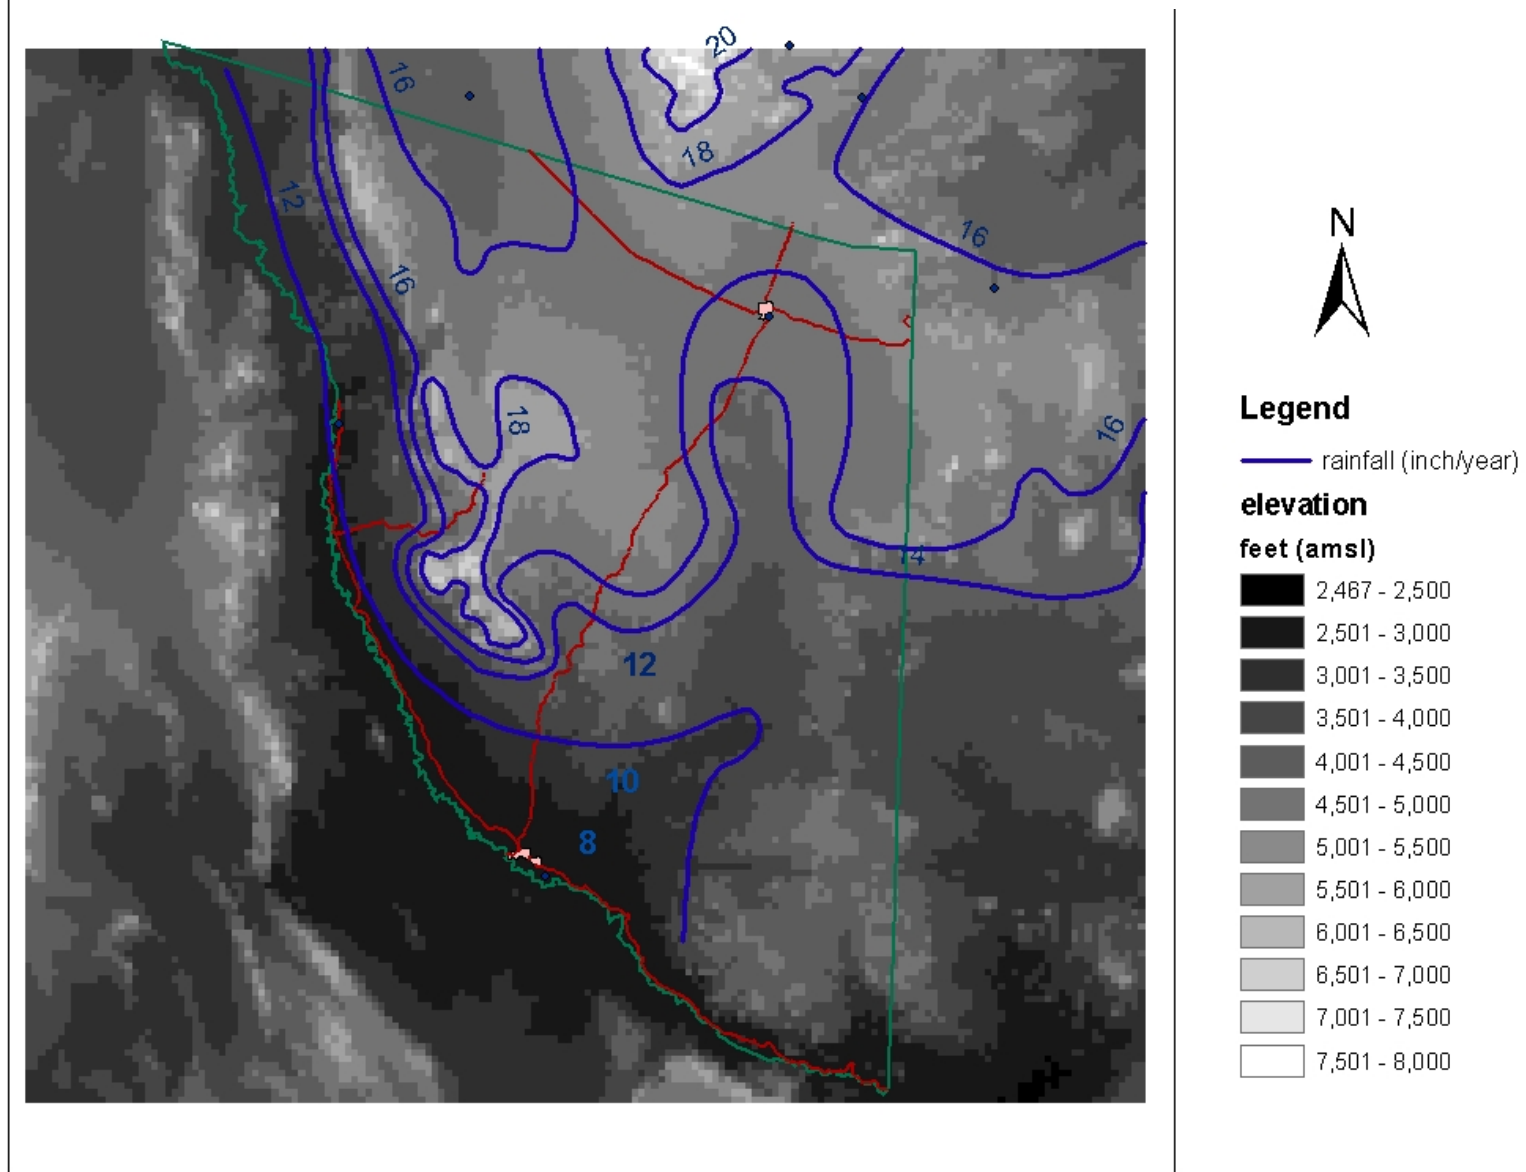 20
16
18
12
16
16
18
16
14
12
10
8
N
Legend
rainfall (inch/year)
elevation
feet (amsl)
2,467 - 2,500
2,501 - 3,000
3,001 - 3,500
3,501 - 4,000
4,001 - 4,500
4,501 - 5,000
5,001 - 5,500
5,501 - 6,000
6,001 - 6,500
6,501 - 7,000
7,001 - 7,500
7,501 - 8,000